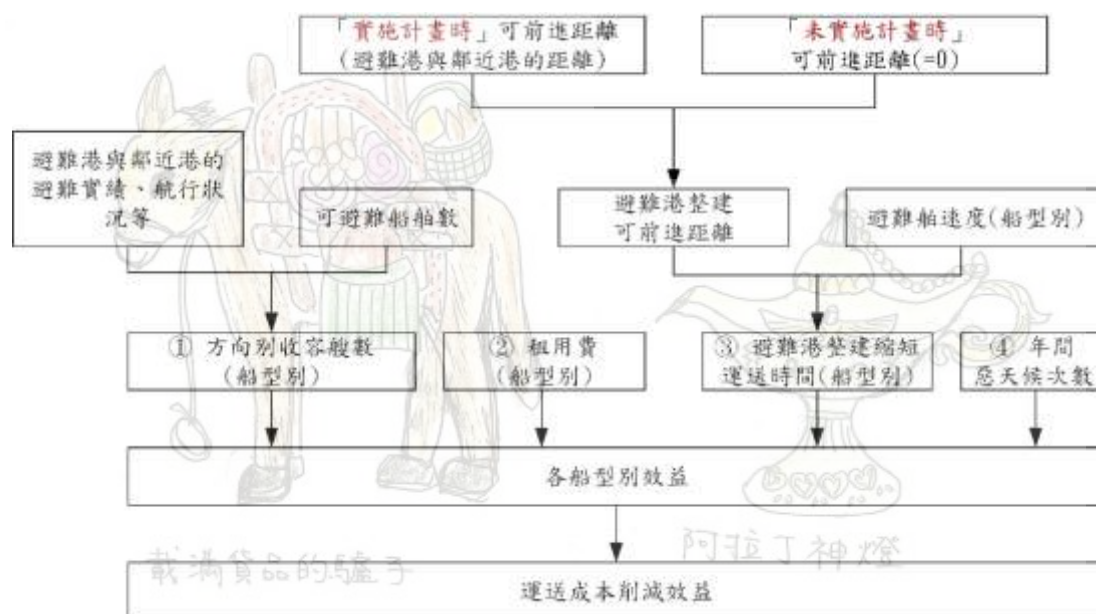 「實施計畫時」可前進距離
(避難港與鄰近港的距離)
「未實施計畫時」
可前進距離(=0)
避難港與鄰近港的
避難實績、航行狀
況等
可避難船舶數
避難港整建
可前進距離
避難船速度(船型別)
① 方向別收容艘數
(船型別)
② 租用費
(船型別)
③ 避難港整建縮短
運送時間(船型別)
④ 年間
惡天候次數
各船型別效益
載滿貨品的驢子
阿拉丁神燈
運送成本削減效益